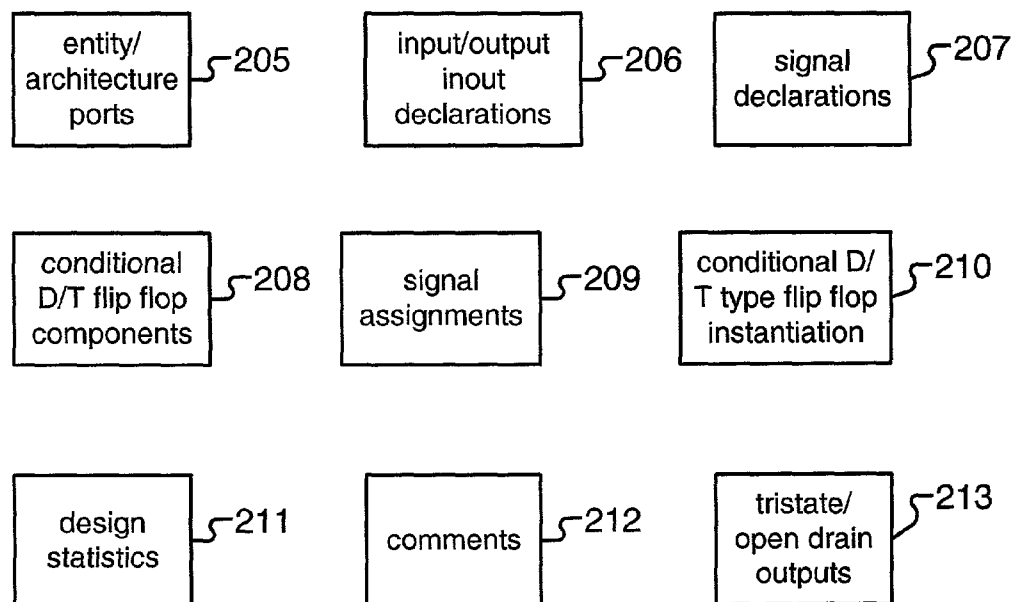 entity/
architecture
ports
205
input/output
inout
declarations
206
signal
declarations
207
conditional
D/T flip flop
components
208
signal
assignments
209
conditional D/
T type flip flop
instantiation
210
design
statistics
211
comments
212
tristate/
open drain
outputs
213